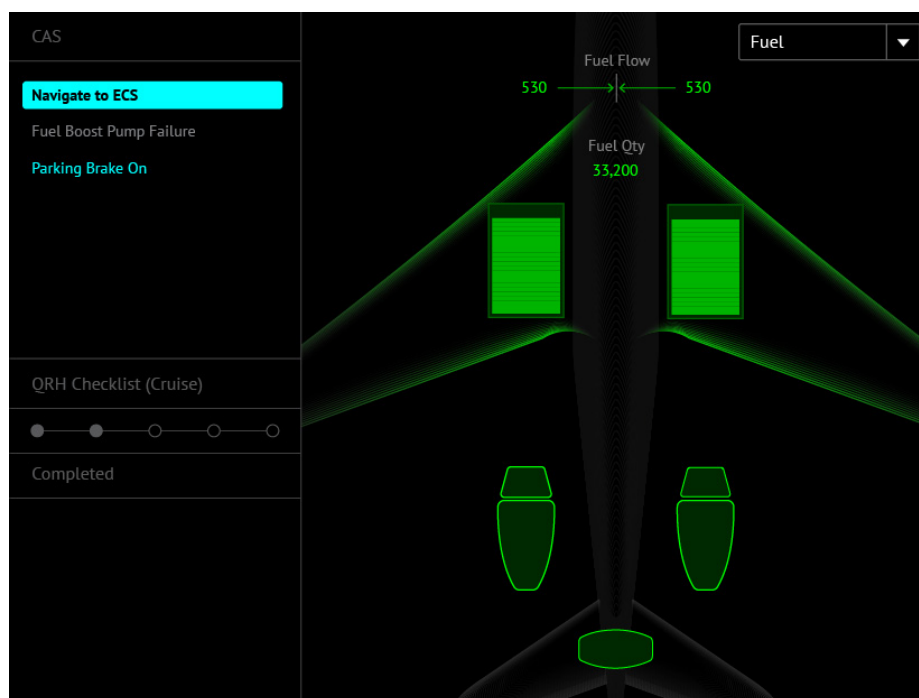 CAS
Navigate to ECS
Fuel Boost Pump Failure
Parking Brake On
QRH Checklist (Cruise)
Completed
Fuel
Fuel Flow
530 530
Fuel Qty
33,200